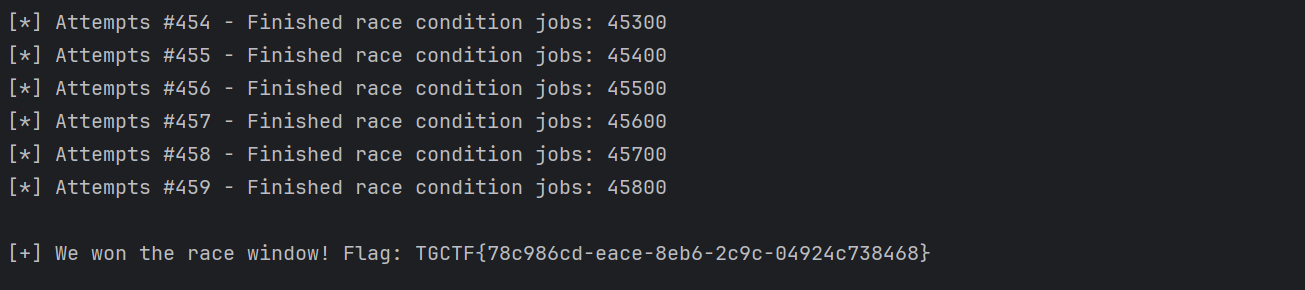 [*] Attempts #454 - Finished race condition jobs: 45300
[*] Attempts #455 - Finished race condition jobs: 45400
[*] Attempts #456 - Finished race condition jobs: 45500
[*] Attempts #457 - Finished race condition jobs: 45600
[*] Attempts #458 - Finished race condition jobs: 45700
[*] Attempts #459 - Finished race condition jobs: 45800
[+] We won the race window! Flag: TGCTF{78c986cd-eace-8eb6-2c9c-04924c738468}